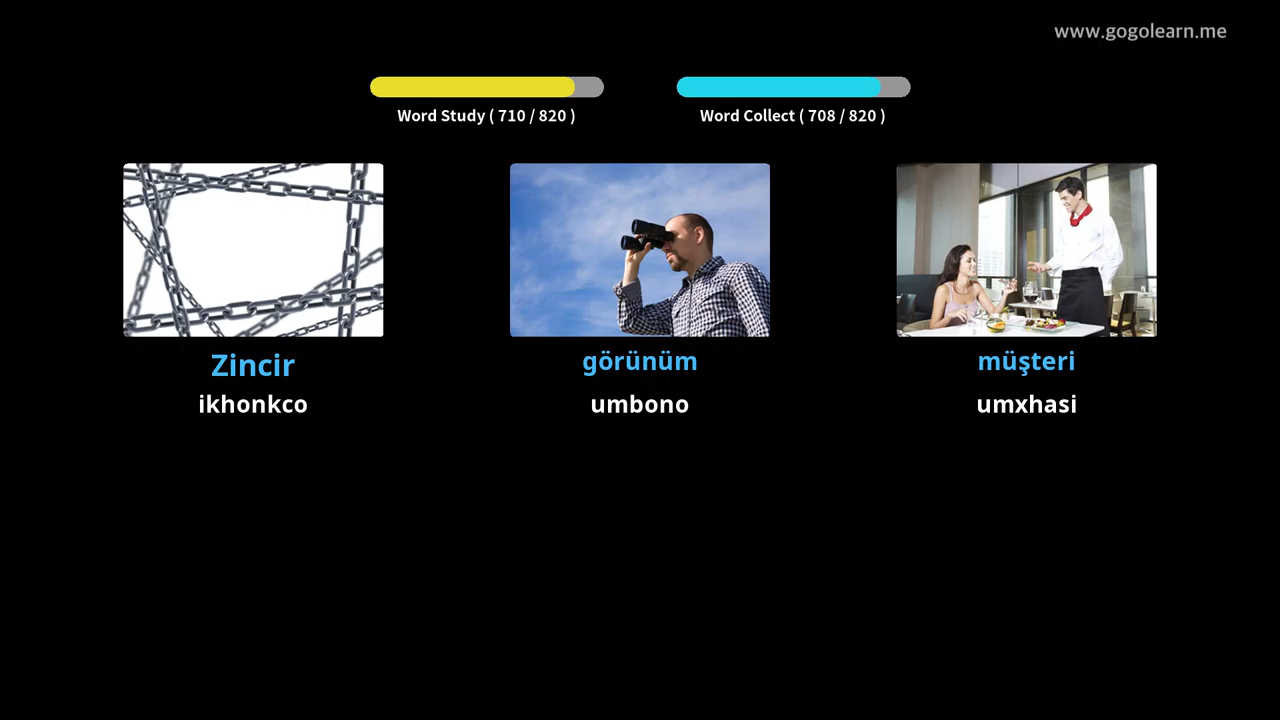 www.gogolearn.me
Word Study ( 710 / 820 )
Word Collect ( 708 / 820 )
Zincir
görünüm
müşteri
ikhonkco
umbono
umxhasi